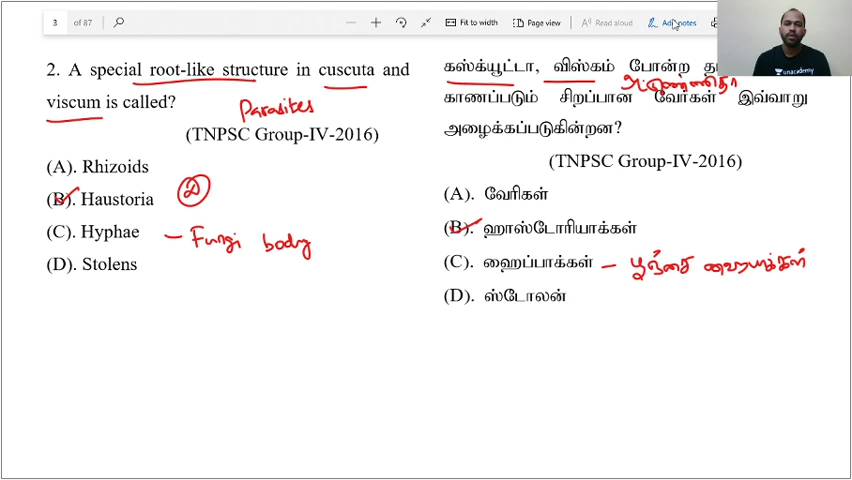 3 of 87
Fit to width
Page view
Read aloud
Add notes
unacademy
2. A special root-like structure in cuscuta and
viscum is called?
Parasites
(TNPSC Group-IV-2016)
(A). Rhizoids
(B). Haustoria
(C). Hyphae – Fungi body
(D). Stolens
கஸ்க்யூட்டா, விஸ்கம் போன்ற
காணப்படும் சிறப்பான வேர்கள் இவ்வாறு
அழைக்கப்படுகின்றன?
(TNPSC Group-IV-2016)
(A). வேரிகள்
(B). ஹாஸ்டோரியாக்கள்
(C). ஹைப்பாக்கள் – பூஞ்சை
(D). ஸ்டோலன்